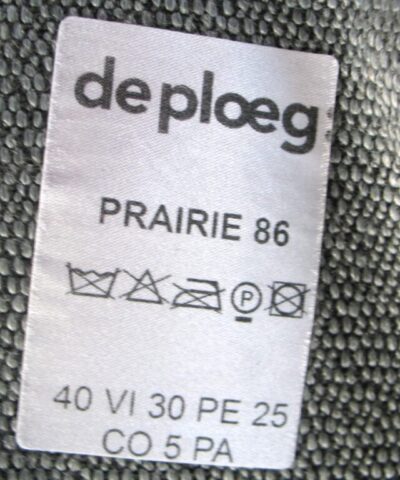 de ploeg
PRAIRIE 86
P
40 VI 30 PE 25
CO 5 PA